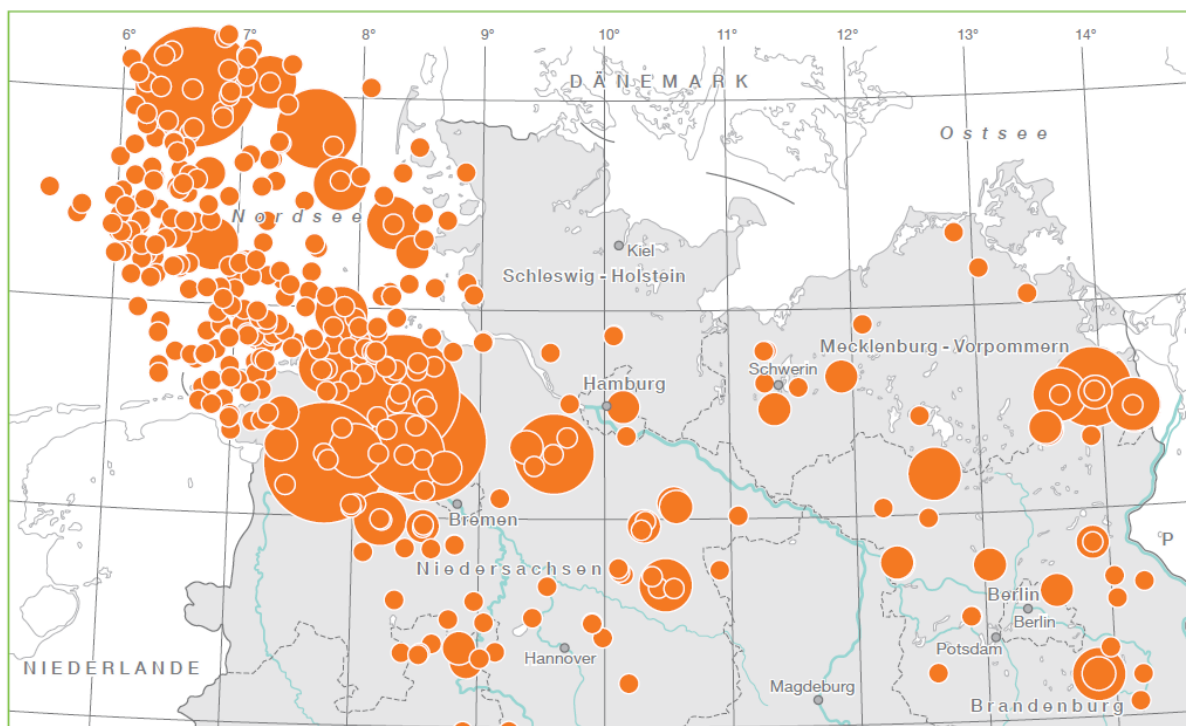 6° 7° 8° 9° 10° 11° 12° 13° 14°
DÄNEMARK
Ostsee
Nordsee
Kiel
Schleswig - Holstein
Mecklenburg - Vorpommern
Schwerin
Hamburg
Bremen
P
Niedersachsen
Berlin
Berlin
Potsdam
Hannover
NIEDERLANDE
Magdeburg
Brandenburg